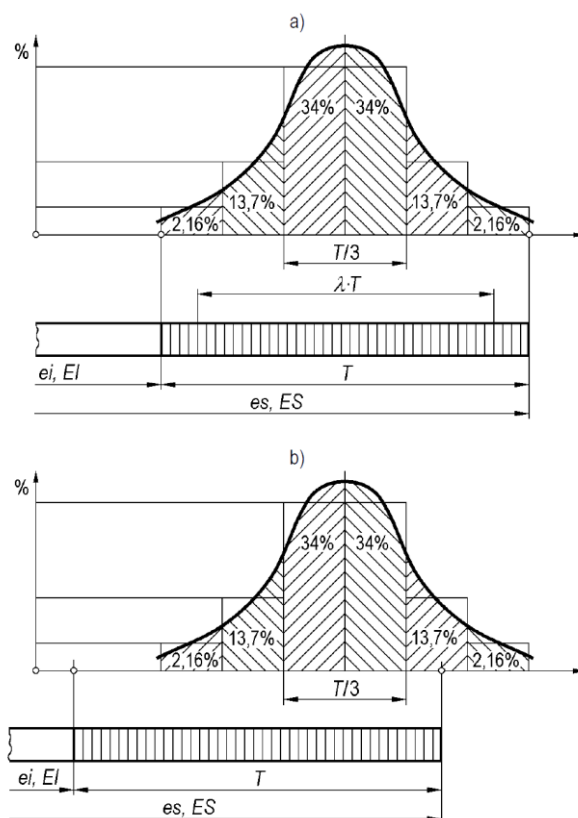 a)
%
34% 34%
13,7% 13,7%
2,16% 2,16%
T/3
λ·T
ei, EI T
es, ES
b)
%
34% 34%
13,7% 13,7%
2,16% 2,16%
T/3
ei, EI T
es, ES